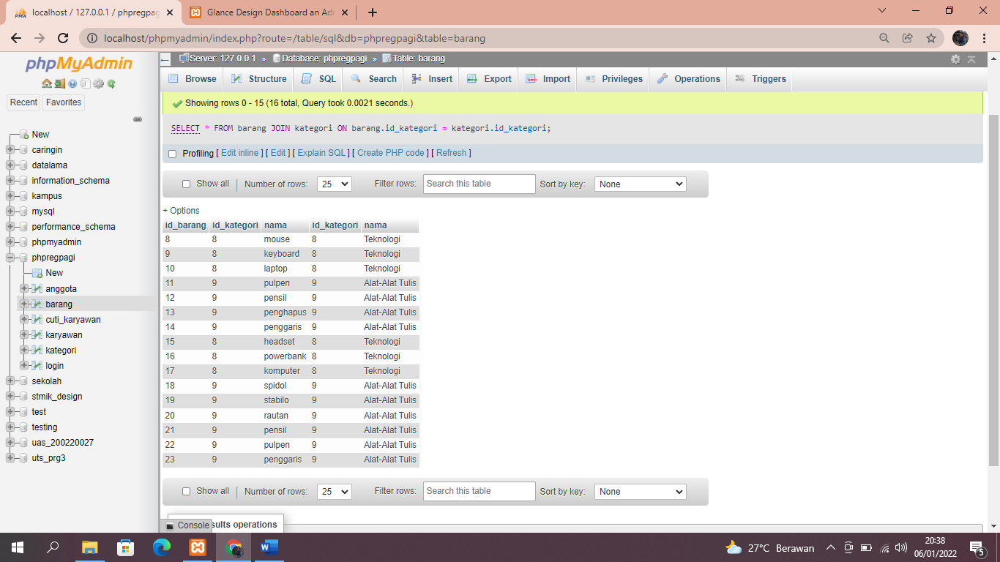 localhost / 127.0.0.1 / phpregpagi
Glance Design Dashboard an Adm
localhost/phpmyadmin/index.php?route=/table/sql&db=phpregpagi&table=barang
phpMyAdmin
Recent Favorites
New
caringin
datalama
information_schema
kampus
mysql
performance_schema
phpmyadmin
phpregpagi
New
anggota
barang
cuti_karyawan
karyawan
kategori
login
sekolah
stmik_design
test
testing
uas_200220027
uts_prg3
Server: 127.0.0.1 » Database: phpregpagi » Table: barang
Browse Structure SQL Search Insert Export Import Privileges Operations Triggers
Showing rows 0 - 15 (16 total, Query took 0.0021 seconds.)
SELECT * FROM barang JOIN kategori ON barang.id_kategori = kategori.id_kategori;
Profiling [ Edit inline ] [ Edit ] [ Explain SQL ] [ Create PHP code ] [ Refresh ]
Show all | Number of rows: 25 Filter rows: Search this table Sort by key: None
+ Options
id_barang id_kategori nama id_kategori nama
8 8 mouse 8 Teknologi
9 8 keyboard 8 Teknologi
10 8 laptop 8 Teknologi
11 9 pulpen 9 Alat-Alat Tulis
12 9 pensil 9 Alat-Alat Tulis
13 9 penghapus 9 Alat-Alat Tulis
14 9 penggaris 9 Alat-Alat Tulis
15 8 headset 8 Teknologi
16 8 powerbank 8 Teknologi
17 8 komputer 8 Teknologi
18 9 spidol 9 Alat-Alat Tulis
19 9 stabilo 9 Alat-Alat Tulis
20 9 rautan 9 Alat-Alat Tulis
21 9 pensil 9 Alat-Alat Tulis
22 9 pulpen 9 Alat-Alat Tulis
23 9 penggaris 9 Alat-Alat Tulis
Show all | Number of rows: 25 Filter rows: Search this table Sort by key: None
Console sults operations
27°C Berawan
20:38
06/01/2022
5